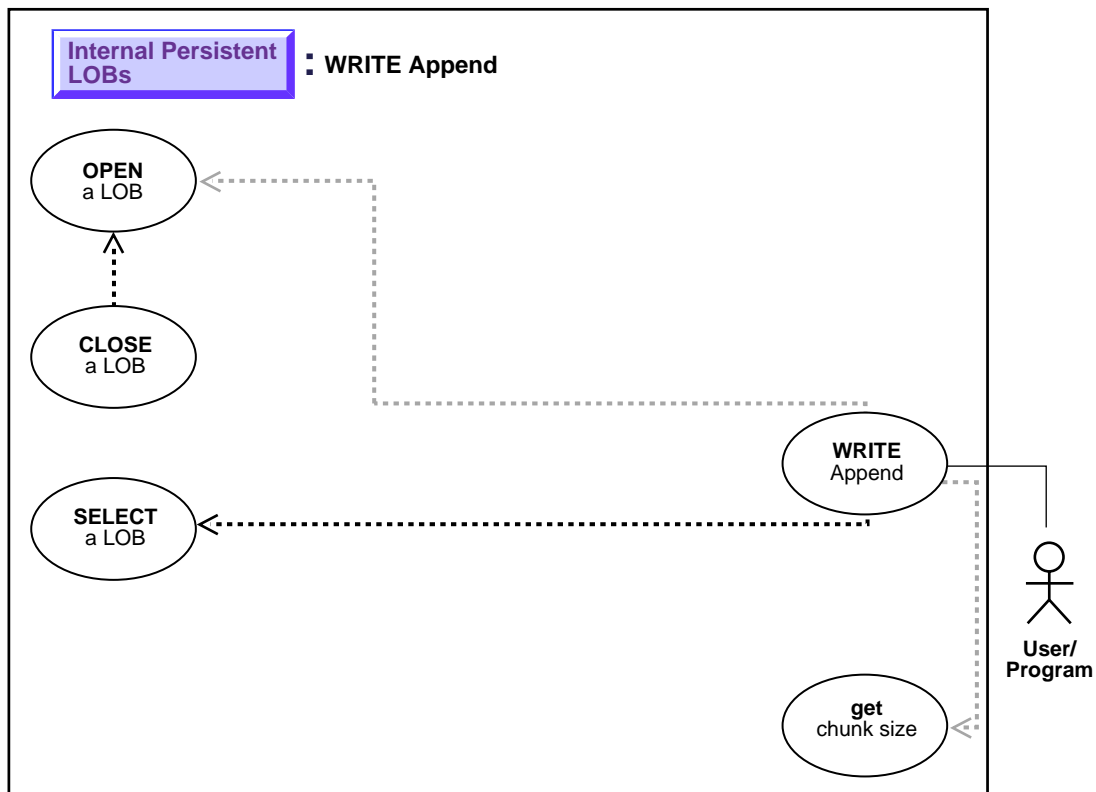 Internal Persistent
LOBs
: WRITE Append
OPEN
a LOB
CLOSE
a LOB
WRITE
Append
SELECT
a LOB
User/
Program
get
chunk size